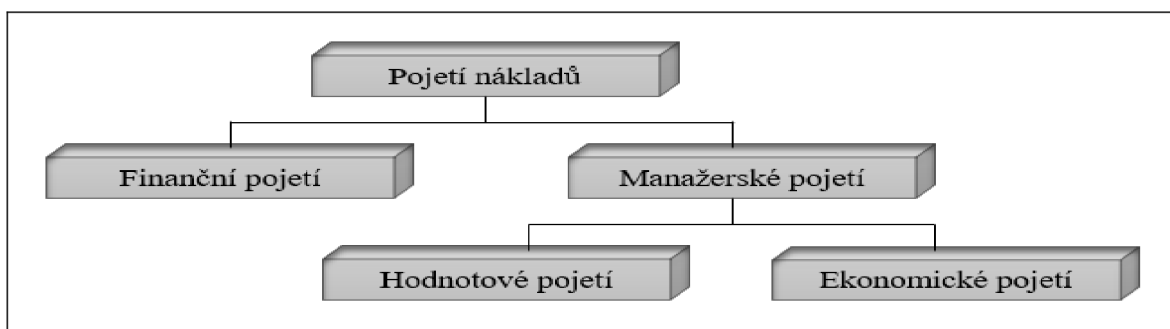 Pojetí nákladů
Finanční pojetí
Manažerské pojetí
Hodnotové pojetí
Ekonomické pojetí